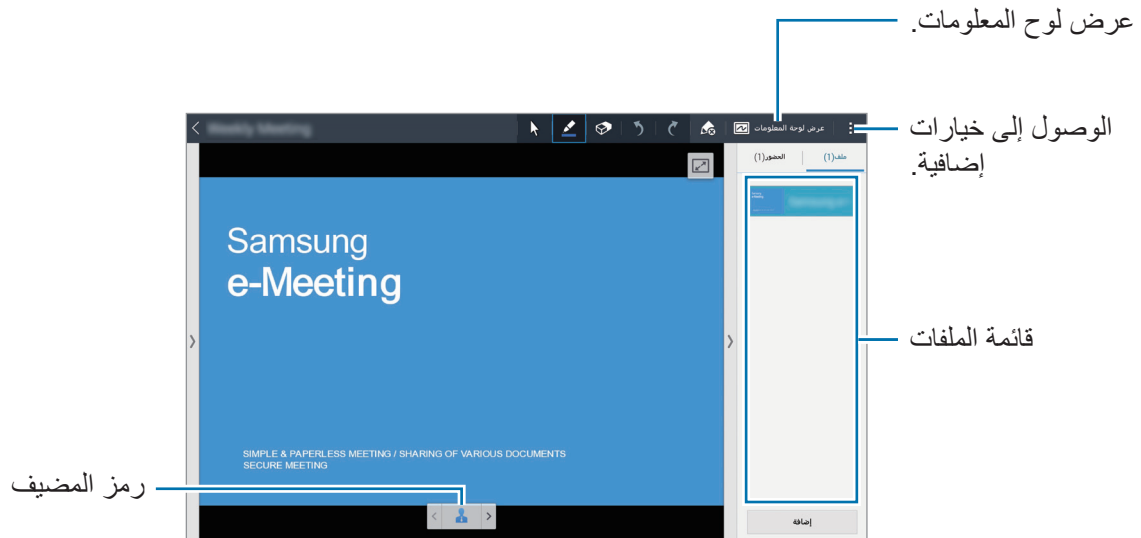 عرض لوح المعلومات.
الوصول إلى خيارات
إضافية.
عرض لوحة المعلومات
ملف(1)
الحضور(1)
Samsung
e-Meeting
قائمة الملفات
SIMPLE & PAPERLESS MEETING / SHARING OF VARIOUS DOCUMENTS
SECURE MEETING
رمز المضيف
إضافة